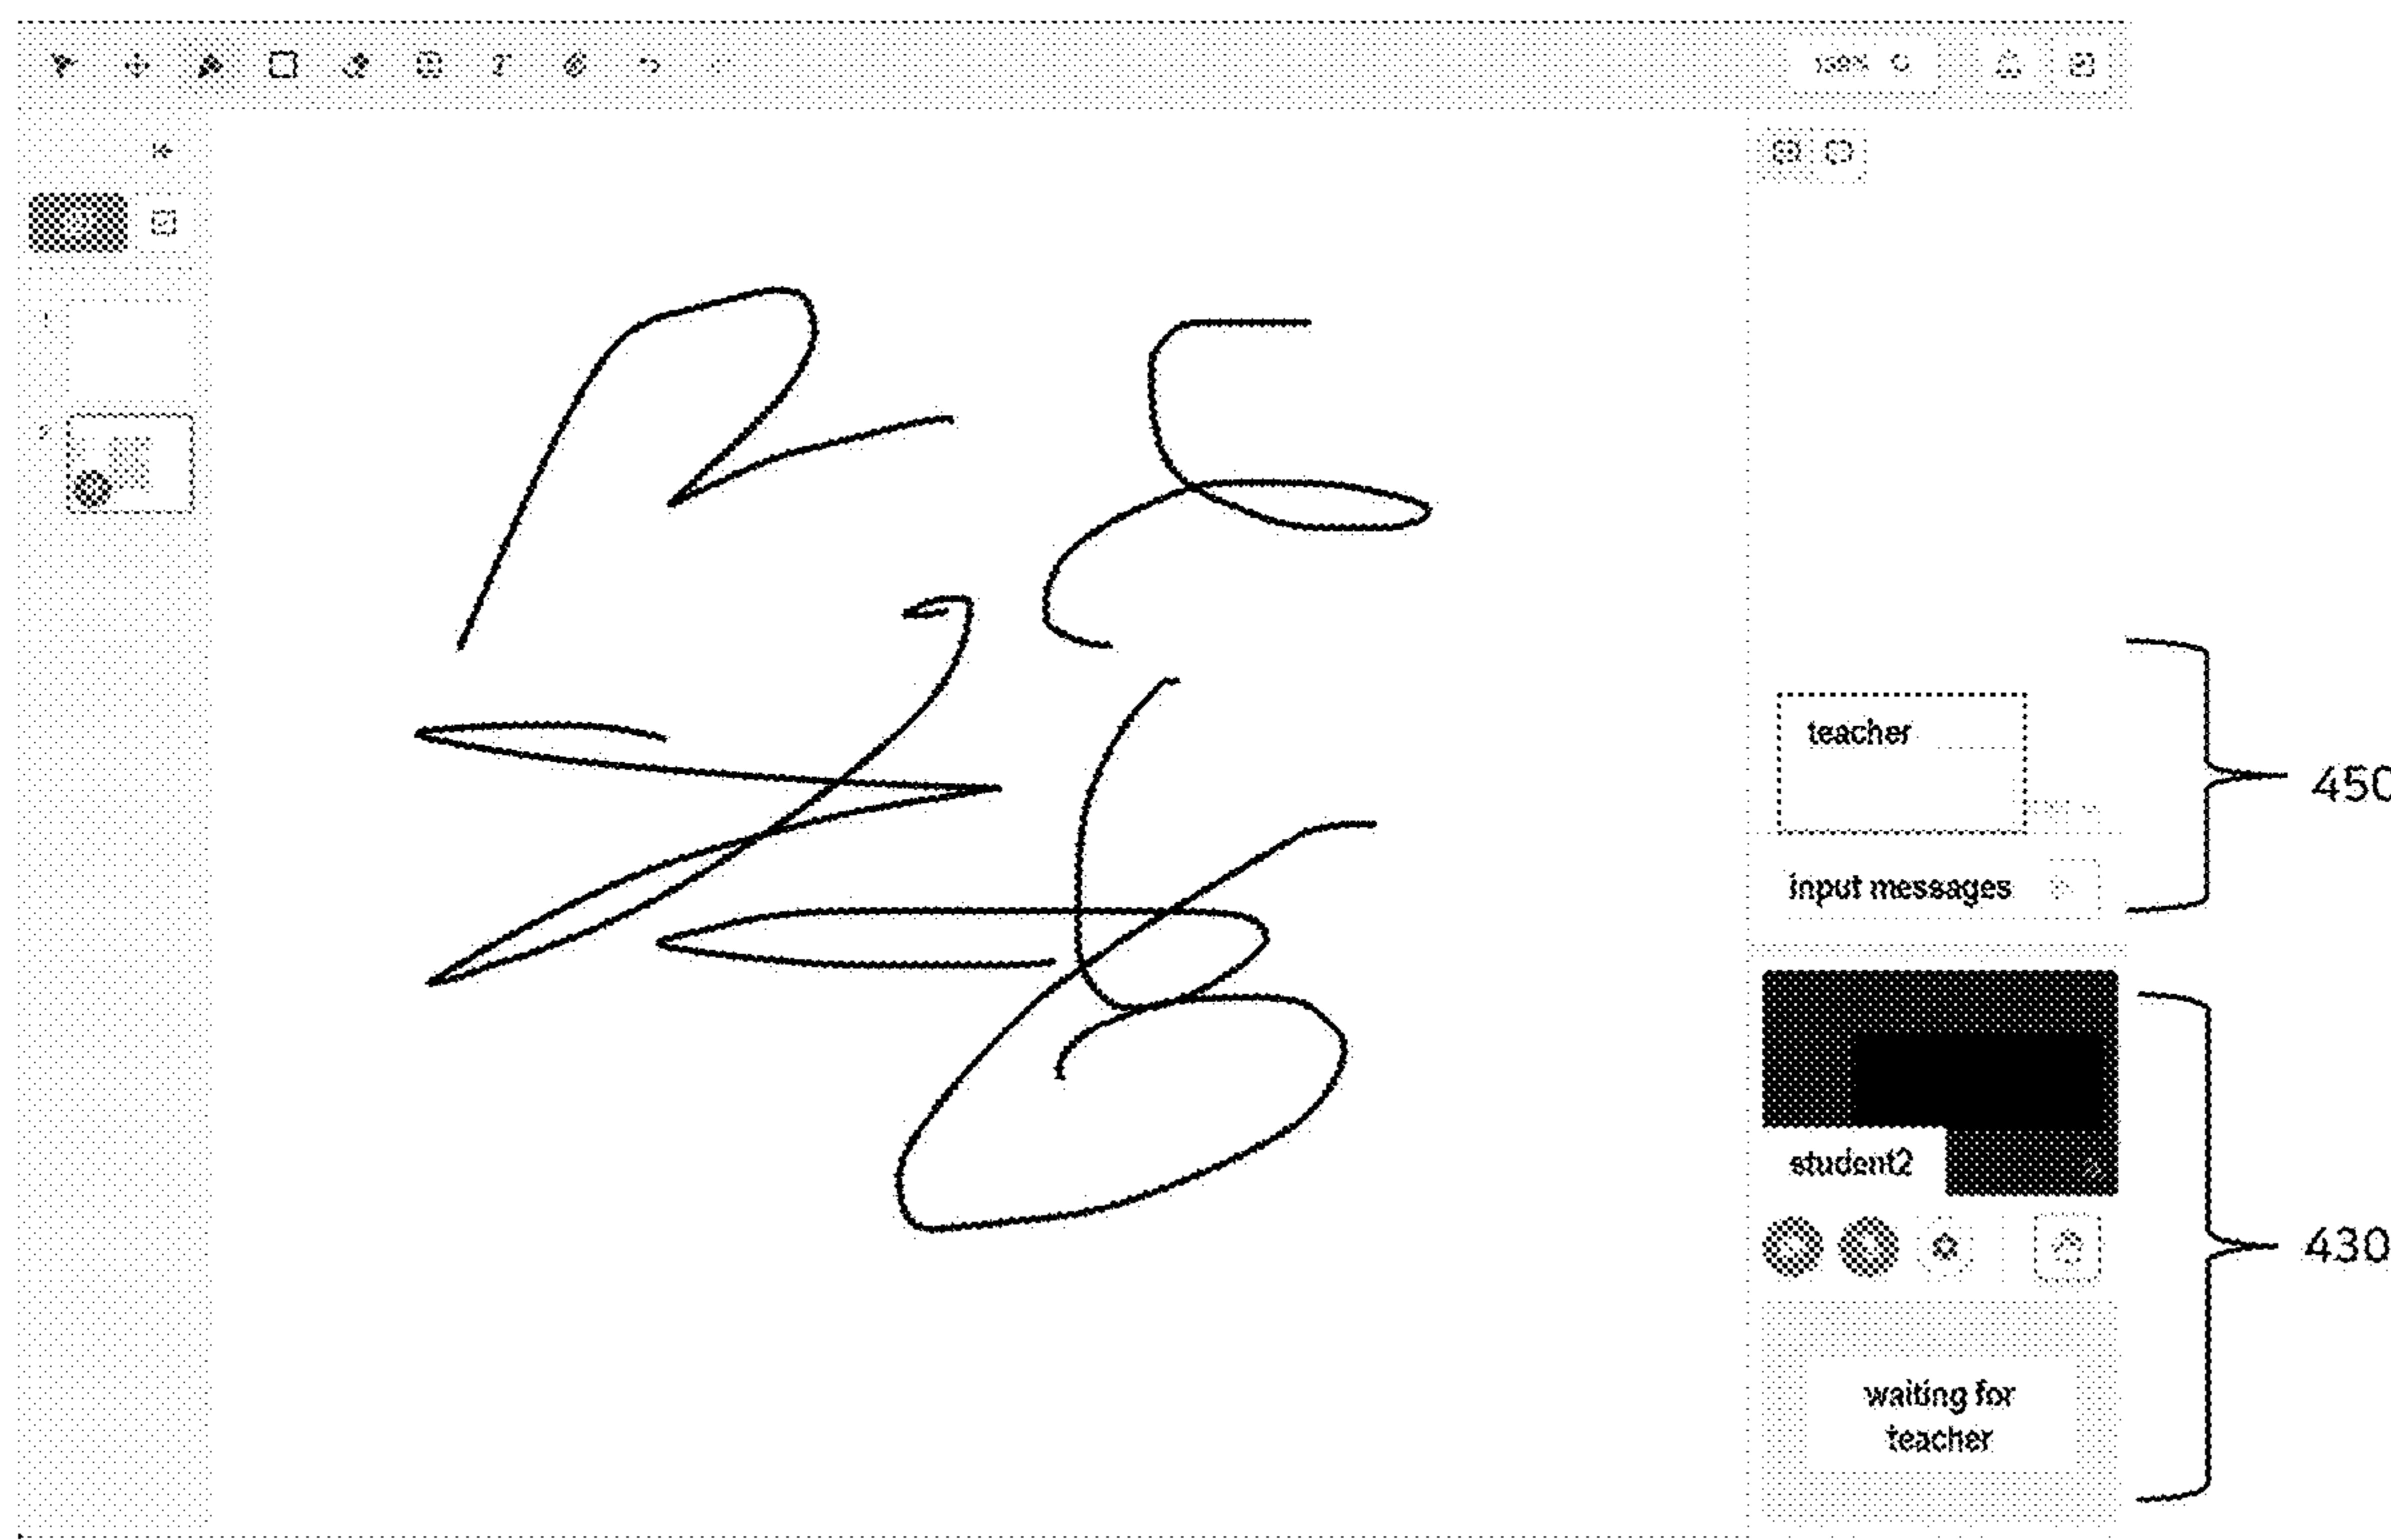 teacher
450
input messages
student2
430
waiting for
teacher